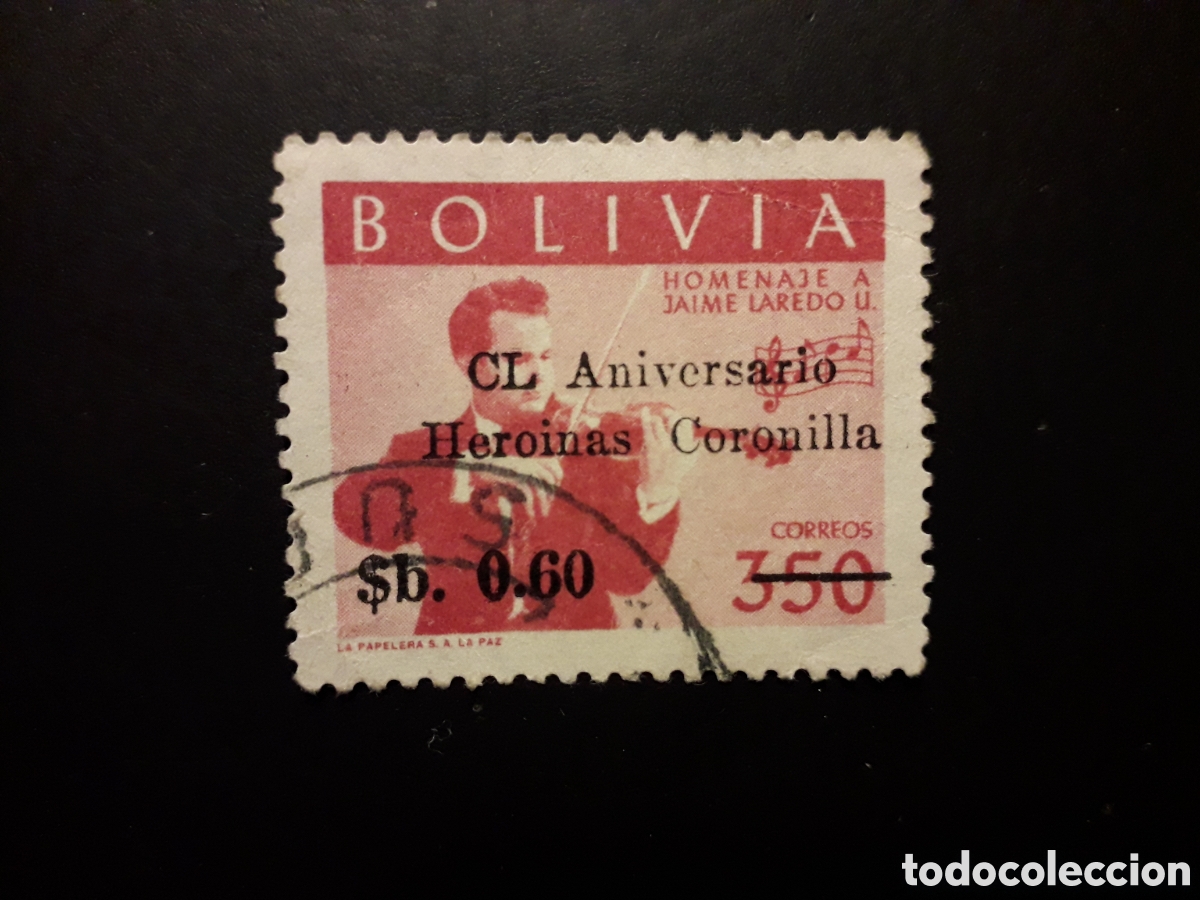 BOLIVIA
HOMENAJE A
JAIME LAREDO U.
CL Aniversario
Heroinas Coronilla
CORREOS
$b. 0.60
350
LA PAPELERA S. A. LA PAZ
todocoleccion